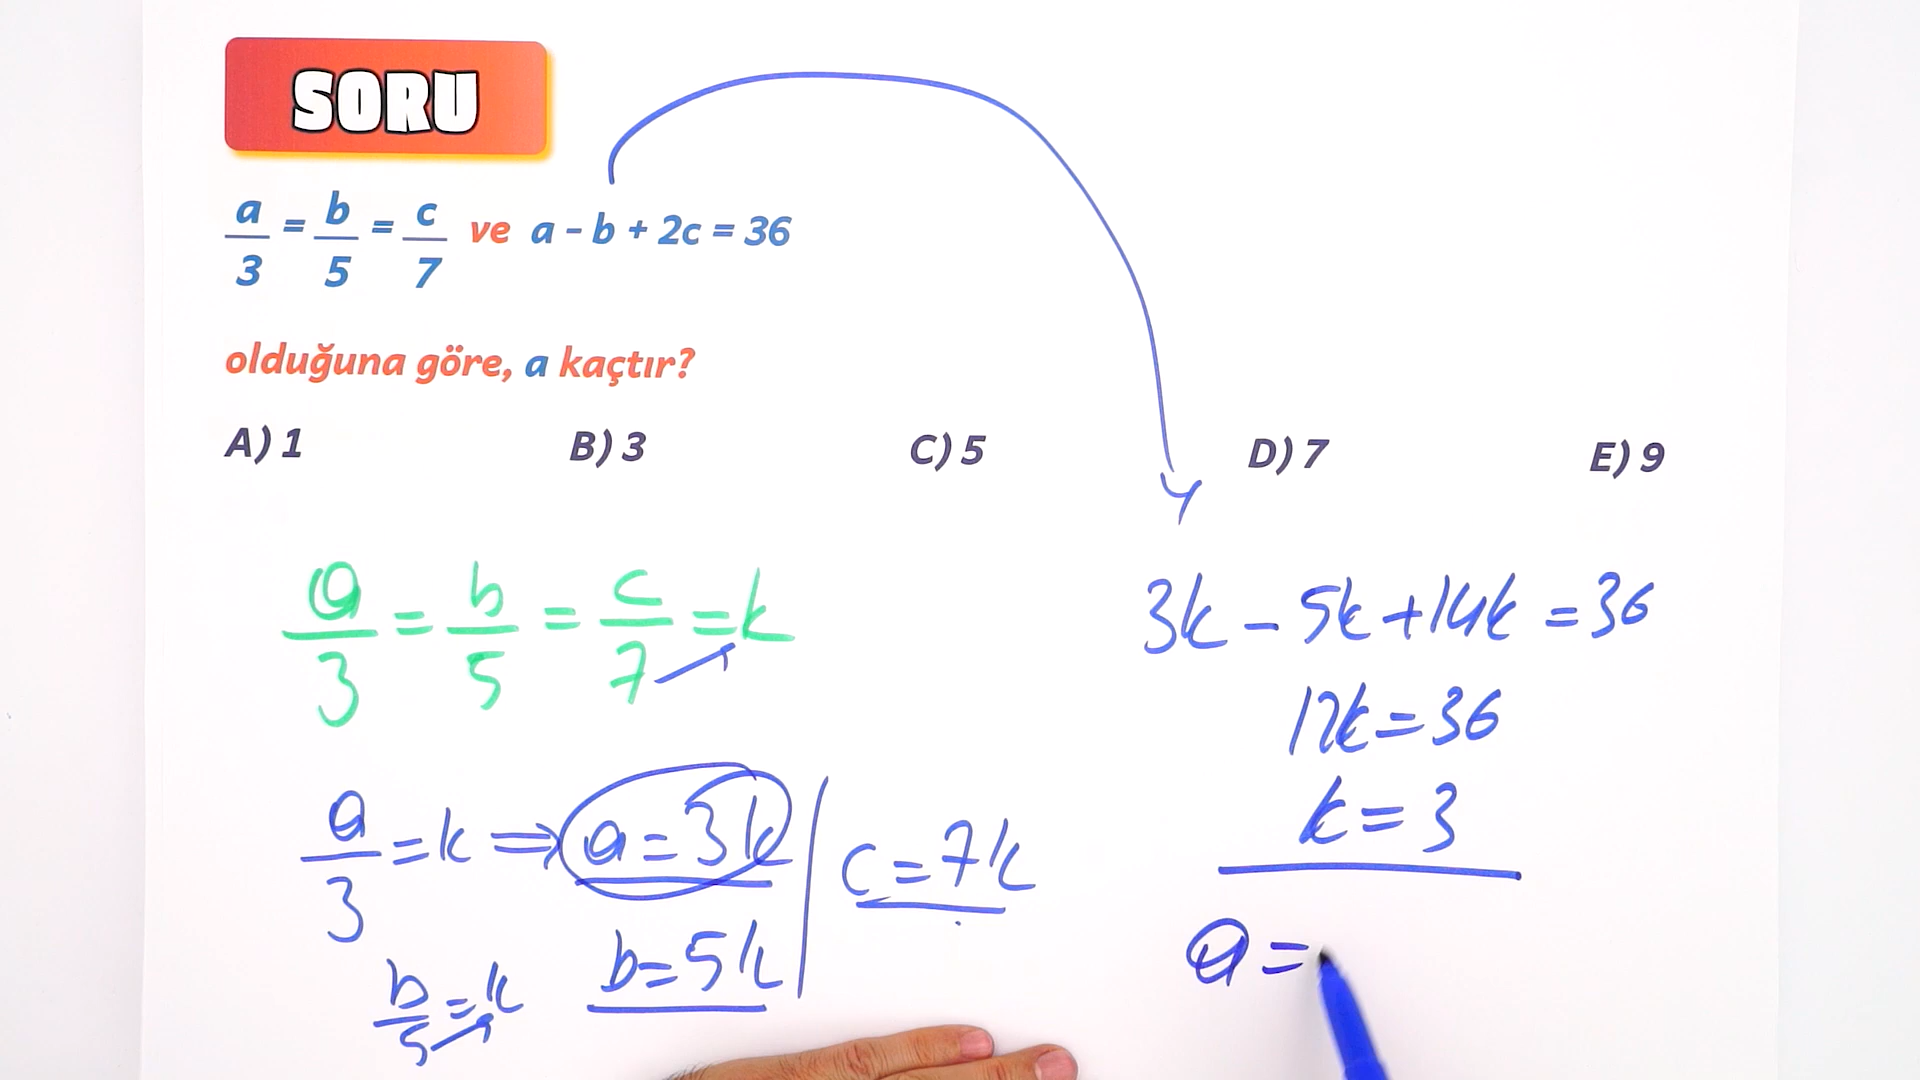 SORU
a/3 = b/5 = c/7 ve a - b + 2c = 36
olduğuna göre, a kaçtır?
A) 1 B) 3 C) 5 D) 7 E) 9
a/3 = b/5 = c/7 = k
3k - 5k + 14k = 36
12k = 36
k = 3
a/3 = k ⇒ a = 3k
c = 7k
b/5 = k
b = 5k
a =